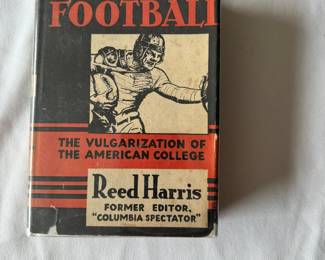 FOOTBALL
THE VULGARIZATION OF
THE AMERICAN COLLEGE
Reed Harris
FORMER EDITOR,
"COLUMBIA SPECTATOR"